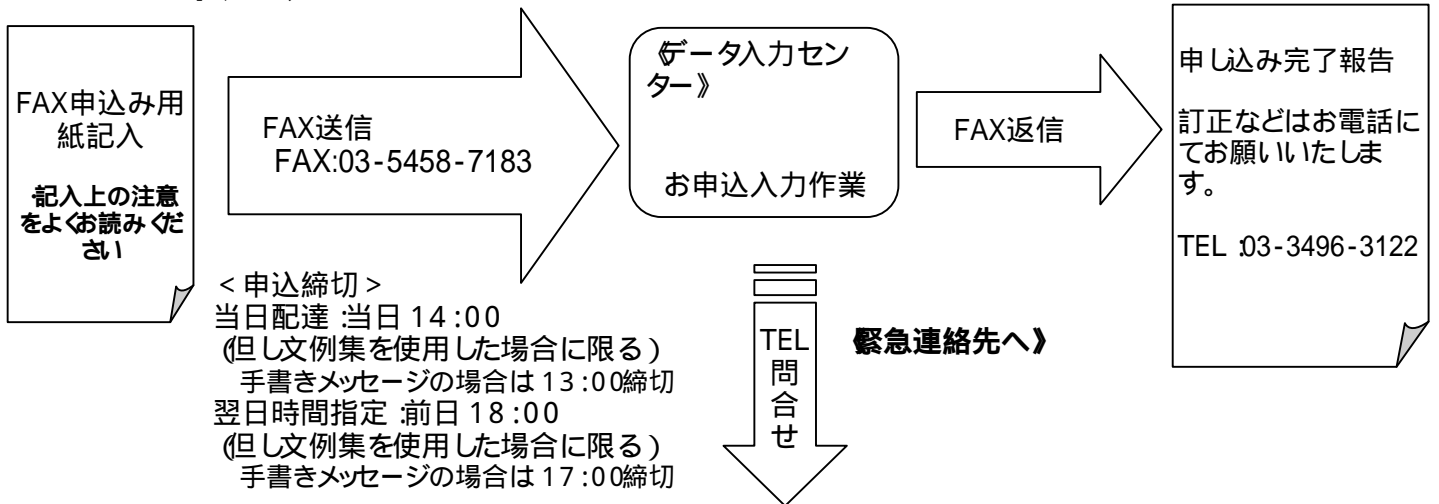 FAX申込み用
紙記入
・記入上の注意
をよくお読みくだ
さい
FAX送信
FAX:03-5458-7183
<申込締切>
当日配達:当日14:00
(但し文例集を使用した場合に限る)
手書きメッセージの場合は13:00締切
翌日時間指定:前日18:00
(但し文例集を使用した場合に限る)
手書きメッセージの場合は17:00締切
《データ入力セン
ター》
お申込入力作業
TEL
問
合
せ
《緊急連絡先へ》
FAX返信
申し込み完了報告
訂正などはお電話に
てお願いいたしま
す。
TEL:03-3496-3122